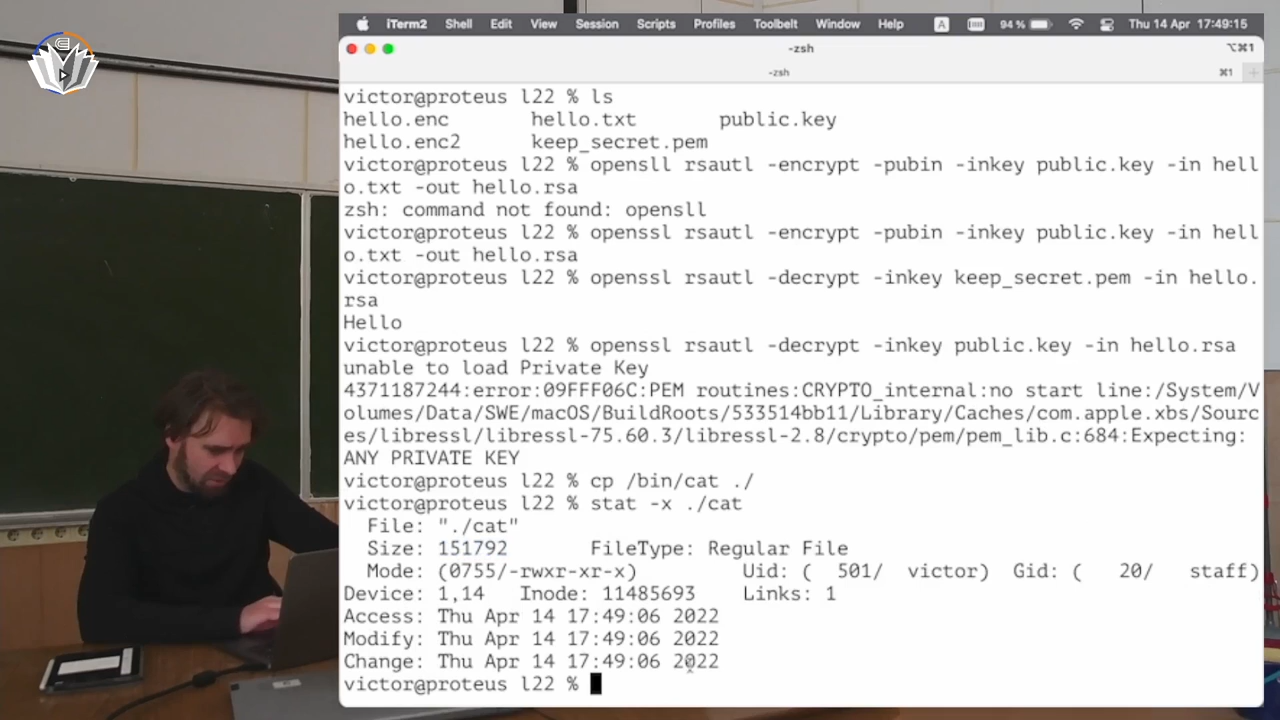 iTerm2 Shell Edit View Session Scripts Profiles Toolbelt Window Help A 94 % Thu 14 Apr 17:49:15
-zsh ⌥⌘1
-zsh ⌘1
victor@proteus l22 % ls
hello.enc hello.txt public.key
hello.enc2 keep_secret.pem
victor@proteus l22 % opensll rsautl -encrypt -pubin -inkey public.key -in hell
o.txt -out hello.rsa
zsh: command not found: opensll
victor@proteus l22 % openssl rsautl -encrypt -pubin -inkey public.key -in hell
o.txt -out hello.rsa
victor@proteus l22 % openssl rsautl -decrypt -inkey keep_secret.pem -in hello.
rsa
Hello
victor@proteus l22 % openssl rsautl -decrypt -inkey public.key -in hello.rsa
unable to load Private Key
4371187244:error:09FFF06C:PEM routines:CRYPTO_internal:no start line:/System/V
olumes/Data/SWE/macOS/BuildRoots/533514bb11/Library/Caches/com.apple.xbs/Sourc
es/libressl/libressl-75.60.3/libressl-2.8/crypto/pem/pem_lib.c:684:Expecting:
ANY PRIVATE KEY
victor@proteus l22 % cp /bin/cat ./
victor@proteus l22 % stat -x ./cat
File: "./cat"
Size: 151792 FileType: Regular File
Mode: (0755/-rwxr-xr-x) Uid: ( 501/ victor) Gid: ( 20/ staff)
Device: 1,14 Inode: 11485693 Links: 1
Access: Thu Apr 14 17:49:06 2022
Modify: Thu Apr 14 17:49:06 2022
Change: Thu Apr 14 17:49:06 2022
victor@proteus l22 %